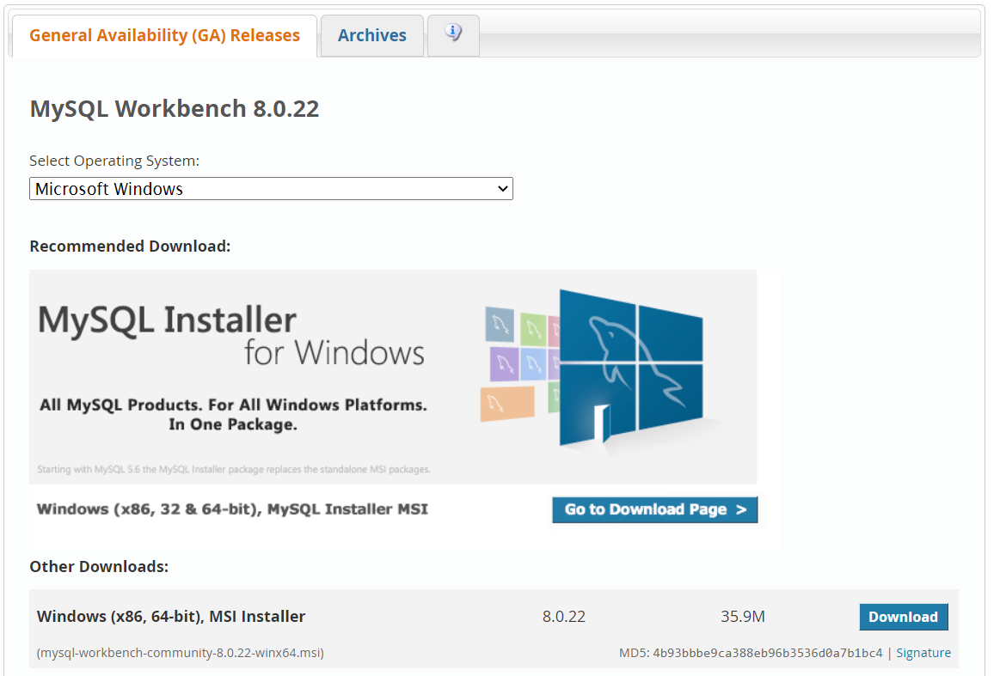 General Availability (GA) Releases
Archives
i
MySQL Workbench 8.0.22
Select Operating System:
Microsoft Windows
Recommended Download:
MySQL Installer
for Windows
All MySQL Products. For All Windows Platforms.
In One Package.
Starting with MySQL 5.6 the MySQL Installer package replaces the standalone MSI packages.
Windows (x86, 32 & 64-bit), MySQL Installer MSI
Go to Download Page >
Other Downloads:
Windows (x86, 64-bit), MSI Installer 8.0.22 35.9M Download
(mysql-workbench-community-8.0.22-winx64.msi) MD5: 4b93bbbe9ca388eb96b3536d0a7b1bc4 | Signature